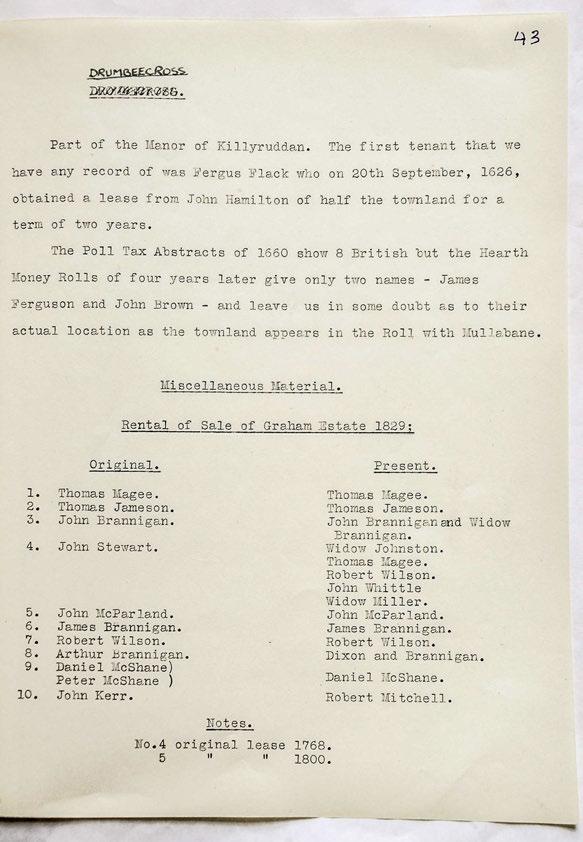 43
DRUMBEECROSS
Part of the Manor of Killyruddan. The first tenant that we
have any record of was Fergus Flack who on 20th September, 1626,
obtained a lease from John Hamilton of half the townland for a
term of two years.
The Poll Tax Abstracts of 1660 show 8 British but the Hearth
Money Rolls of four years later give only two names - James
Ferguson and John Brown - and leave us in some doubt as to their
actual location as the townland appears in the Roll with Mullabane.
Miscellaneous Material.
Rental of Sale of Graham Estate 1829:
Original. Present.
1. Thomas Magee. Thomas Magee.
2. Thomas Jameson. Thomas Jameson.
3. John Brannigan. John Brannigan and Widow
Brannigan.
4. John Stewart. Widow Johnston.
Thomas Magee.
Robert Wilson.
John Whittle
Widow Miller.
5. John McParland. John McParland.
6. James Brannigan. James Brannigan.
7. Robert Wilson. Robert Wilson.
8. Arthur Brannigan. Dixon and Brannigan.
9. Daniel McShane)
Peter McShane ) Daniel McShane.
10. John Kerr. Robert Mitchell.
Notes.
No.4 original lease 1768.
5 " " 1800.